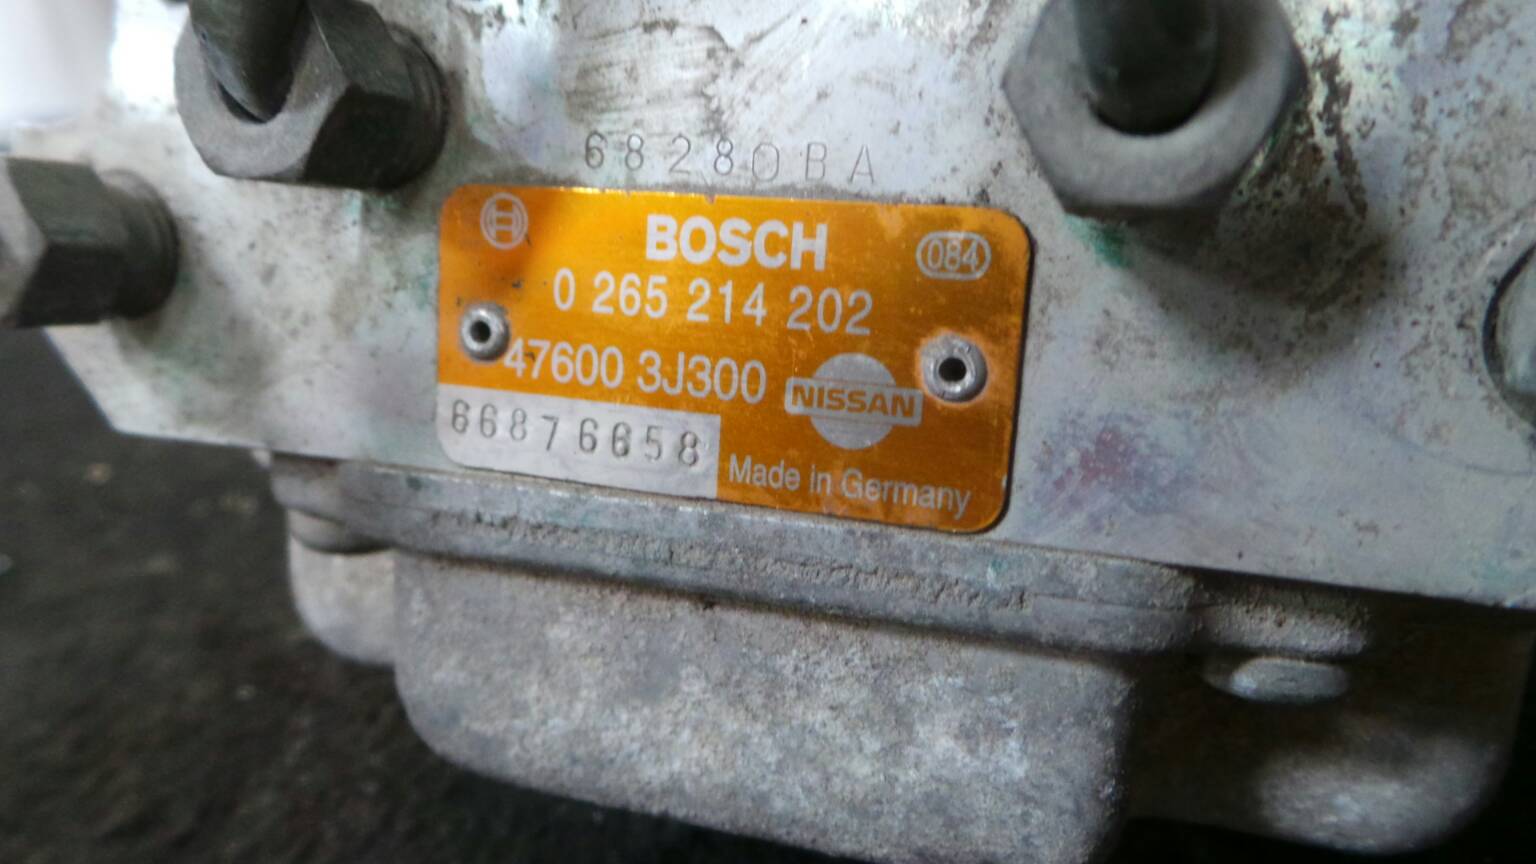 68280BA
BOSCH
084
0 265 214 202
47600 3J300
NISSAN
66876658
Made in Germany